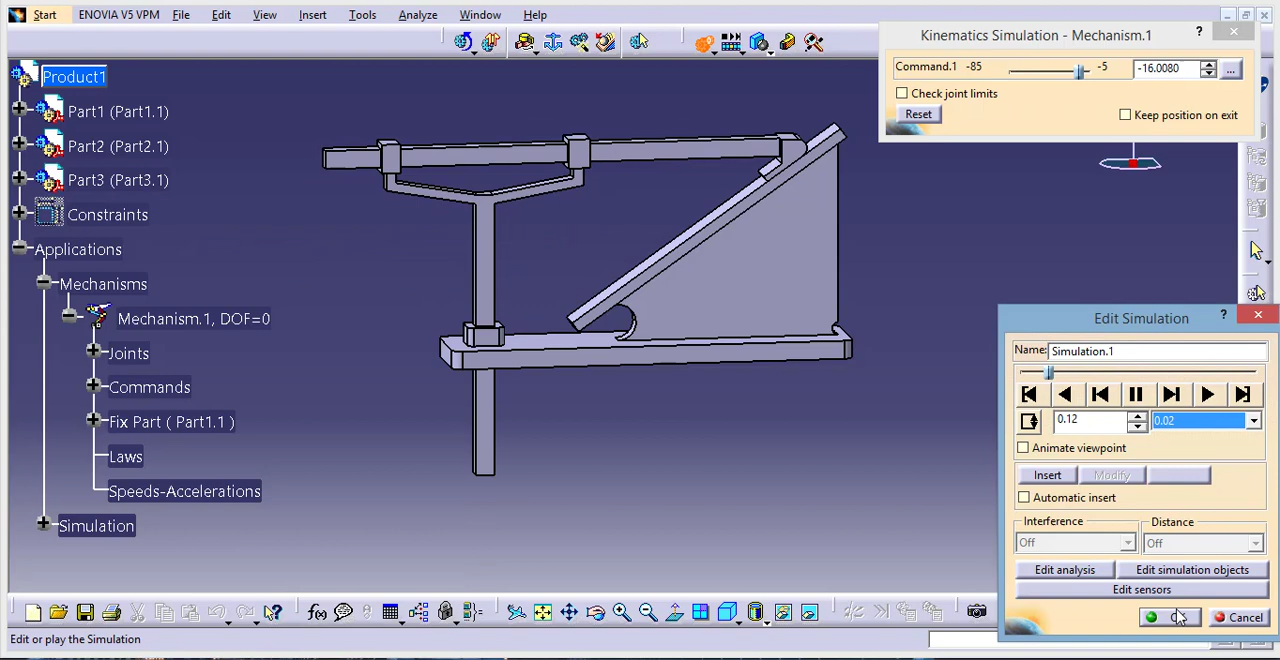 Start ENOVIA V5 VPM File Edit View Insert Tools Analyze Window Help
Kinematics Simulation - Mechanism.1 ?
Command.1 -85 -5 -16.0080 ...
Check joint limits
Reset Keep position on exit
Product1
Part1 (Part1.1)
Part2 (Part2.1)
Part3 (Part3.1)
Constraints
Applications
Mechanisms
Mechanism.1, DOF=0
Joints
Commands
Fix Part ( Part1.1 )
Laws
Speeds-Accelerations
Simulation
Edit Simulation ?
Name: Simulation.1
0.12 0.02
Animate viewpoint
Insert Modify
Automatic insert
Interference Distance
Off Off
Edit analysis Edit simulation objects
Edit sensors
Cancel
f(x)
Edit or play the Simulation